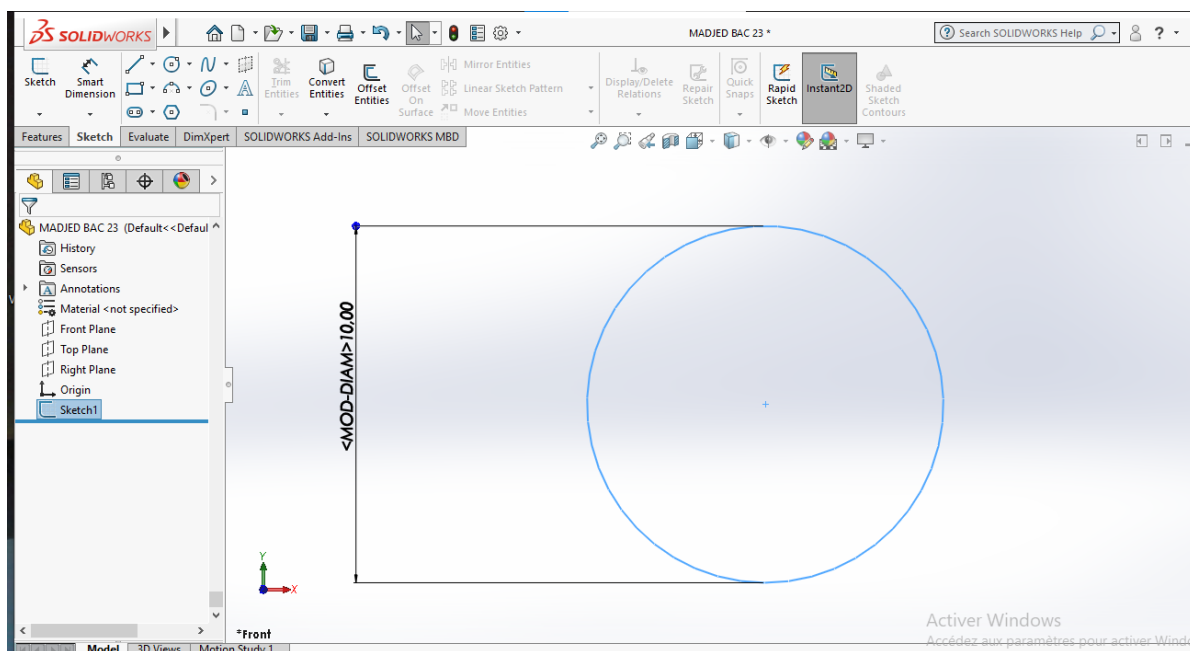 SOLIDWORKS
MADJED BAC 23 *
Search SOLIDWORKS Help
?
Sketch
Smart Dimension
Trim Entities
Convert Entities
Offset Entities
Offset On Surface
Mirror Entities
Linear Sketch Pattern
Move Entities
Display/Delete Relations
Repair Sketch
Quick Snaps
Rapid Sketch
Instant2D
Shaded Sketch Contours
Features
Sketch
Evaluate
DimXpert
SOLIDWORKS Add-Ins
SOLIDWORKS MBD
MADJED BAC 23 (Default<<Defaul
History
Sensors
Annotations
Material <not specified>
Front Plane
Top Plane
Right Plane
Origin
Sketch1
<MOD-DIAM>10,00
Y
X
*Front
Activer Windows
Accédez aux paramètres pour activer Windo
Model
3D Views
Motion Study 1